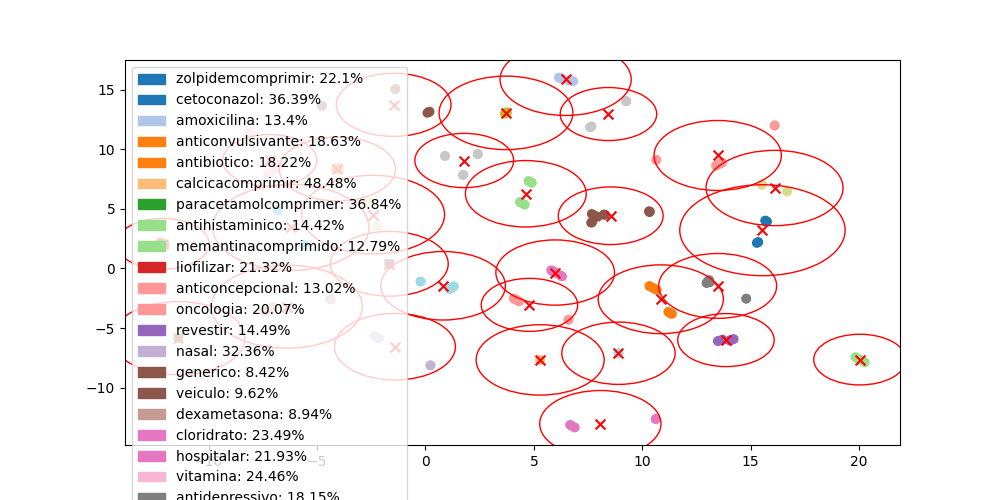 zolpidemcomprimir: 22.1%
cetoconazol: 36.39%
amoxicilina: 13.4%
anticonvulsivante: 18.63%
antibiotico: 18.22%
calcicacomprimir: 48.48%
paracetamolcomprimer: 36.84%
antihistaminico: 14.42%
memantinacomprimido: 12.79%
liofilizar: 21.32%
anticoncepcional: 13.02%
oncologia: 20.07%
revestir: 14.49%
nasal: 32.36%
generico: 8.42%
veiculo: 9.62%
dexametasona: 8.94%
cloridrato: 23.49%
hospitalar: 21.93%
vitamina: 24.46%
antidepressivo: 18.15%
15
10
5
0
−5
−10
−10 −5 0 5 10 15 20